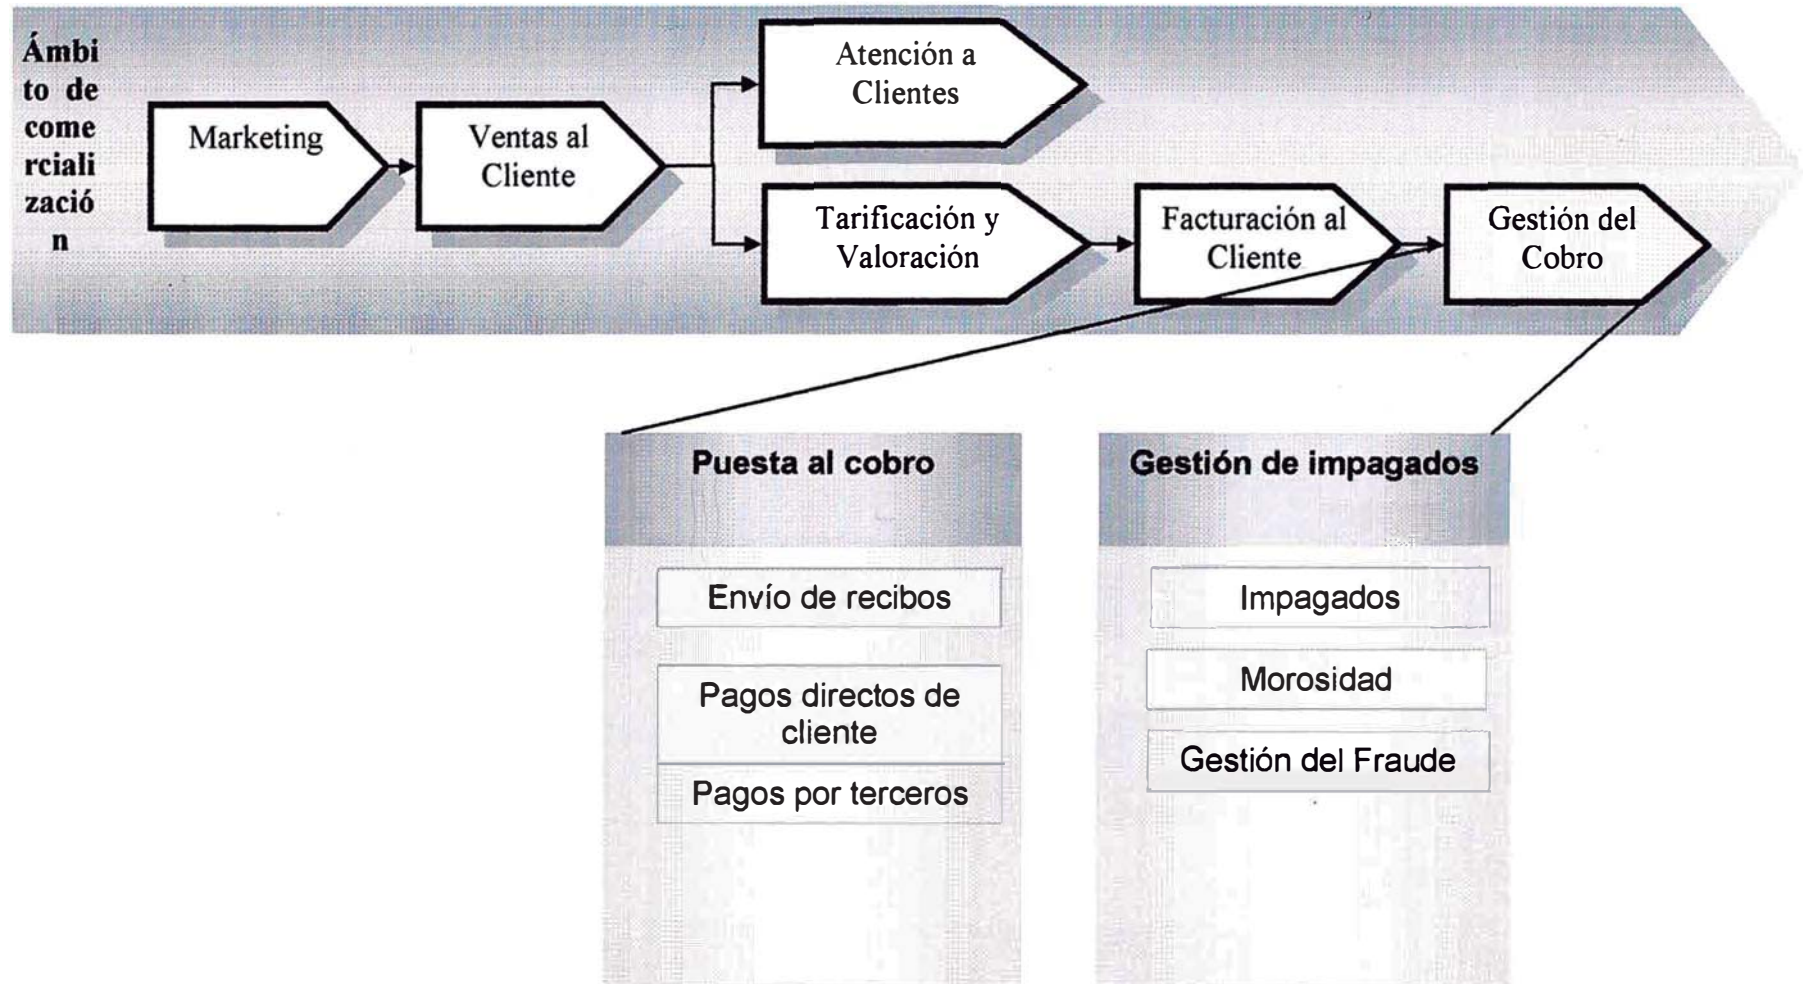 Ámbi
to de
come
rciali
zació
n
Marketing
Ventas al
Cliente
Atención a
Clientes
Tarificación y
Valoración
Facturación al
Cliente
Gestión del
Cobro
Puesta al cobro
Envío de recibos
Pagos directos de
cliente
Pagos por terceros
Gestión de impagados
Impagados
Morosidad
Gestión del Fraude